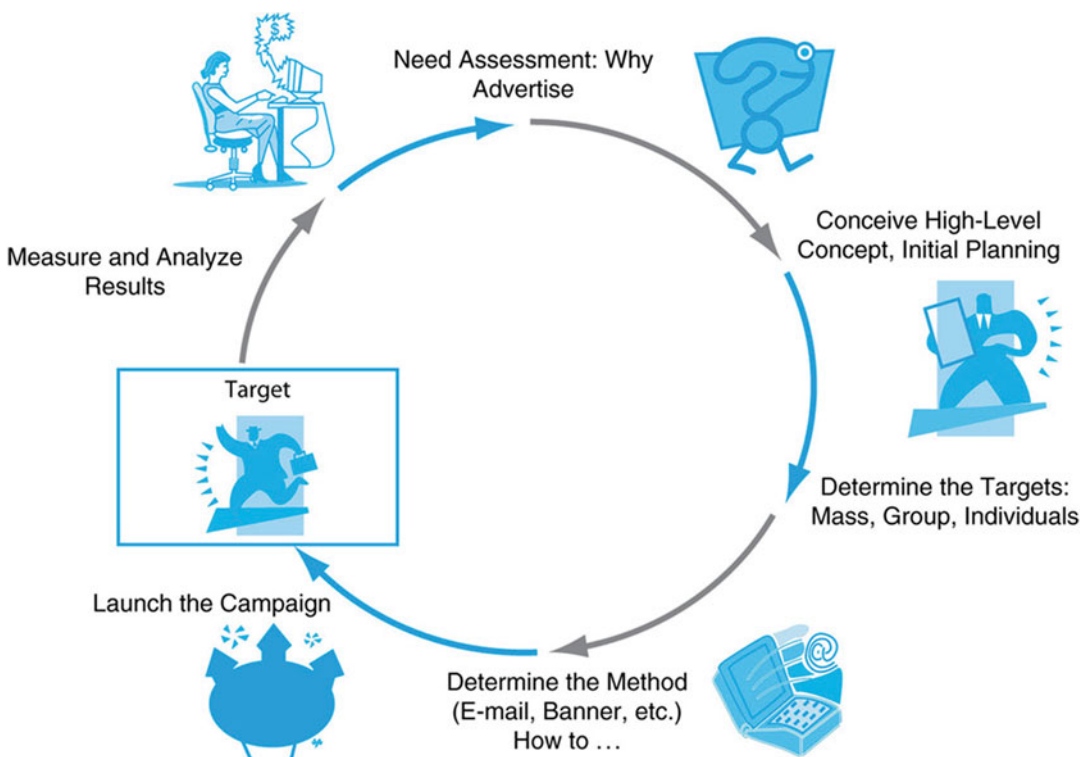 Need Assessment: Why
Advertise
Conceive High-Level
Concept, Initial Planning
Determine the Targets:
Mass, Group, Individuals
Determine the Method
(E-mail, Banner, etc.)
How to …
Launch the Campaign
Target
Measure and Analyze
Results
$
@